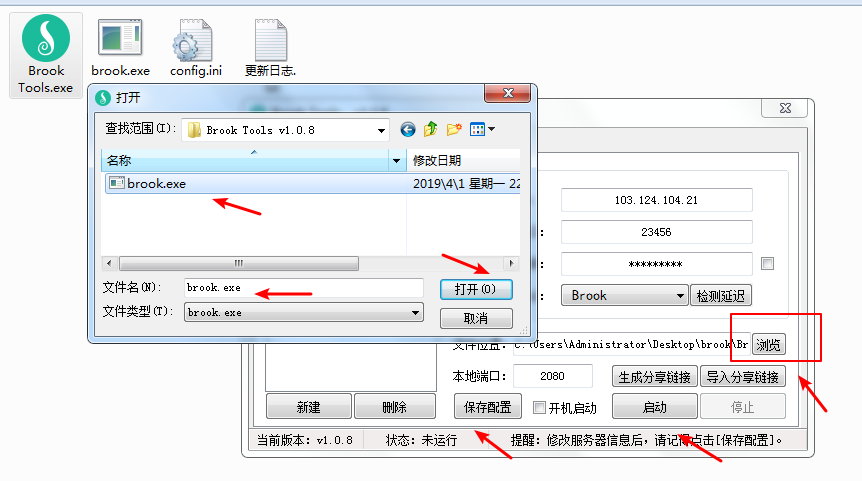 Brook
Tools.exe
brook.exe
config.ini
更新日志.
打开
查找范围(I):
Brook Tools v1.0.8
名称
修改日期
brook.exe
2019\4\1 星期一 22
文件名(N):
brook.exe
打开(O)
文件类型(T):
brook.exe
取消
103.124.104.21
23456
*********
Brook
检测延迟
文件位置:
C:\Users\Administrator\Desktop\brook\Br
浏览
本地端口:
2080
生成分享链接
导入分享链接
新建
删除
保存配置
开机启动
启动
停止
当前版本: v1.0.8
状态: 未运行
提醒: 修改服务器信息后, 请记得点击[保存配置]。